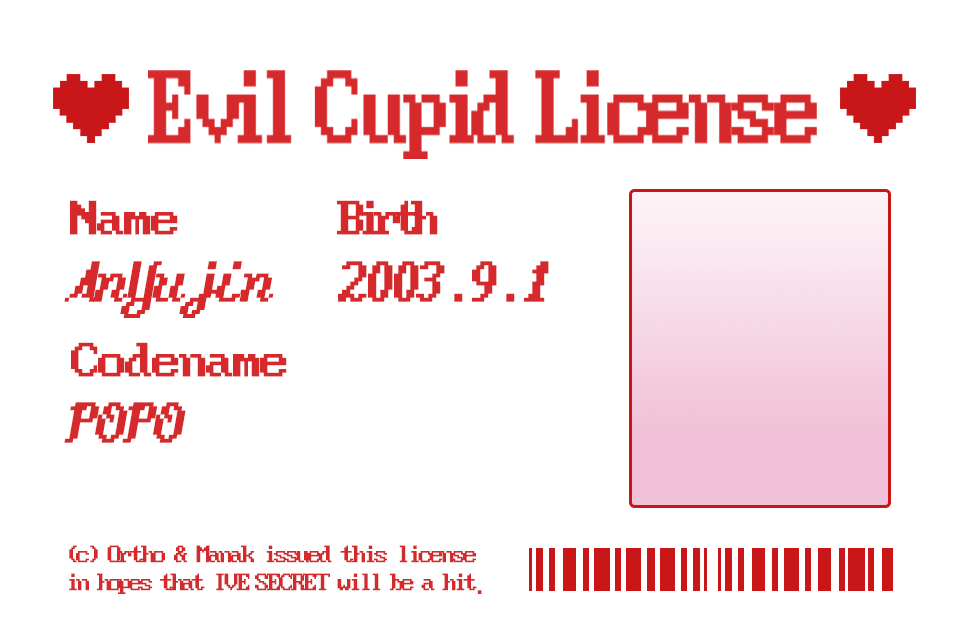 Evil Cupid License
Name
Birth
AnYujin
2003.9.1
Codename
POPO
(c) Ortho & Manak issued this license
in hopes that IVE SECRET will be a hit.